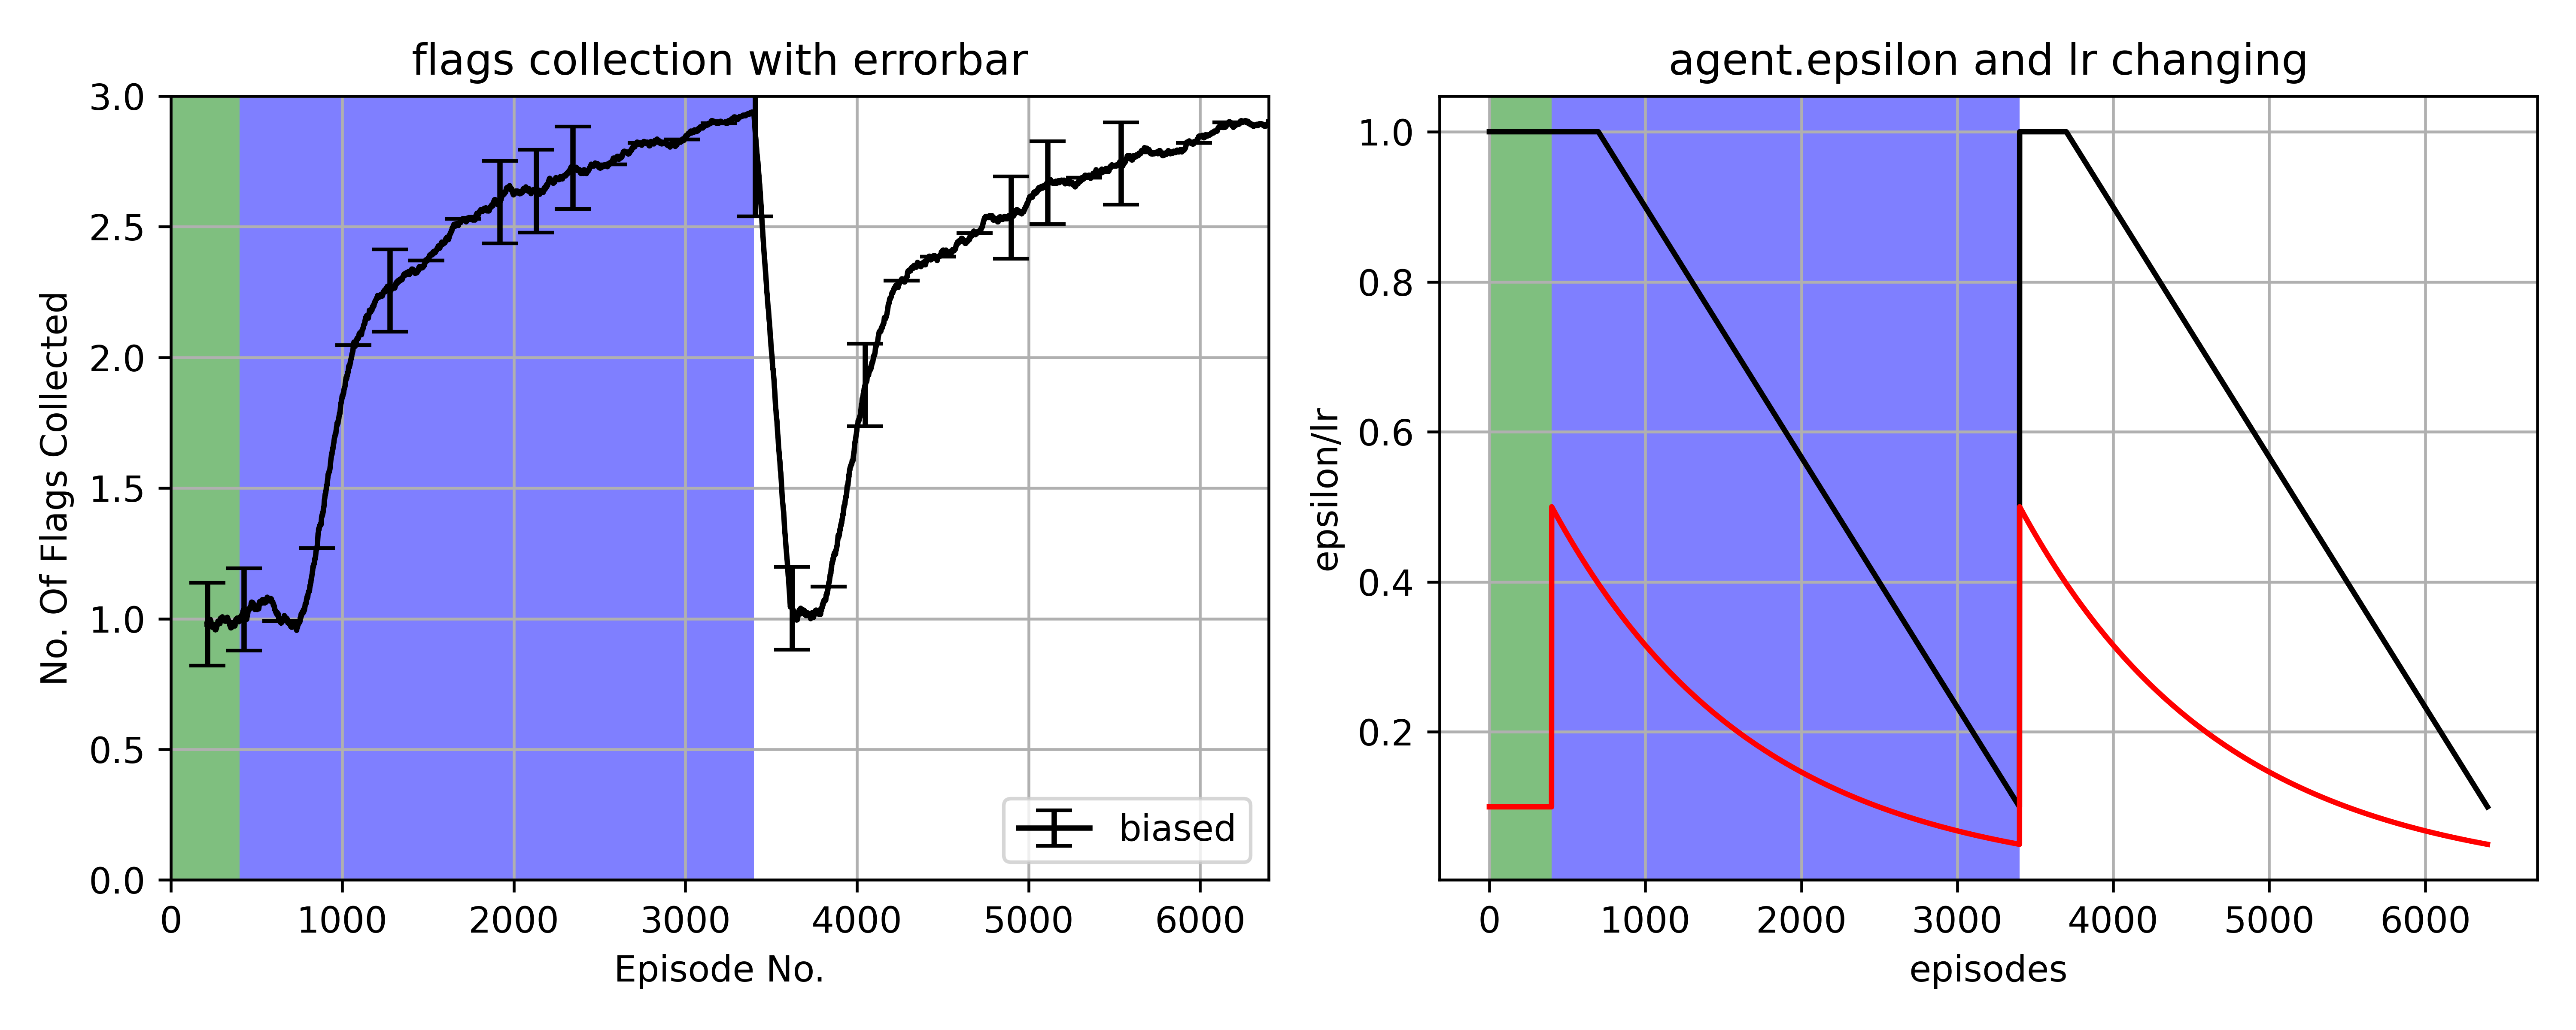 flags collection with errorbar
3.0
2.5
2.0
1.5
1.0
0.5
0.0
No. Of Flags Collected
0 1000 2000 3000 4000 5000 6000
Episode No.
biased
agent.epsilon and lr changing
1.0
0.8
0.6
0.4
0.2
epsilon/lr
0 1000 2000 3000 4000 5000 6000
episodes